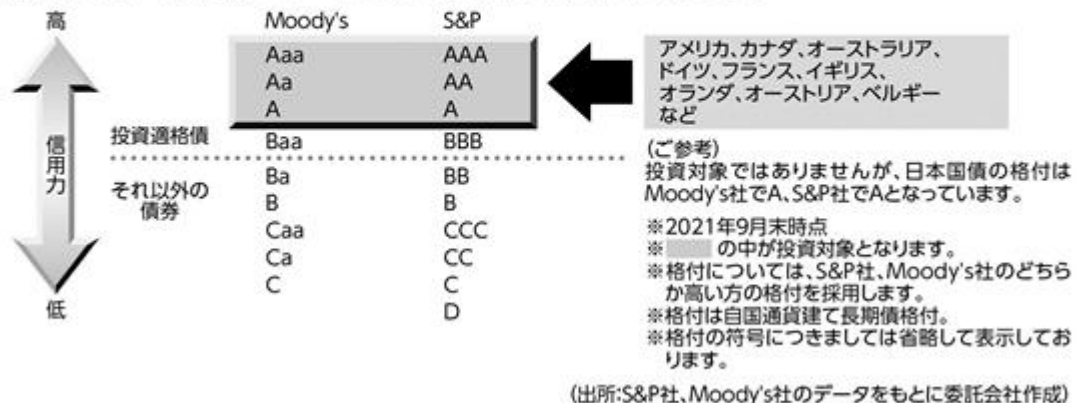 高 Moody's S&P
Aaa AAA
Aa AA
A A
投資適格債 Baa BBB
それ以外の
債券
Ba BB
B B
Caa CCC
Ca CC
C C
D
信用力
低
アメリカ、カナダ、オーストラリア、
ドイツ、フランス、イギリス、
オランダ、オーストリア、ベルギー
など
(ご参考)
投資対象ではありませんが、日本国債の格付は
Moody's社でA、S&P社でAとなっています。
※2021年9月末時点
※ の中が投資対象となります。
※格付については、S&P社、Moody's社のどちら
か高い方の格付を採用します。
※格付は自国通貨建て長期債格付。
※格付の符号につきましては省略して表示してお
ります。
(出所:S&P社、Moody's社のデータをもとに委託会社作成)